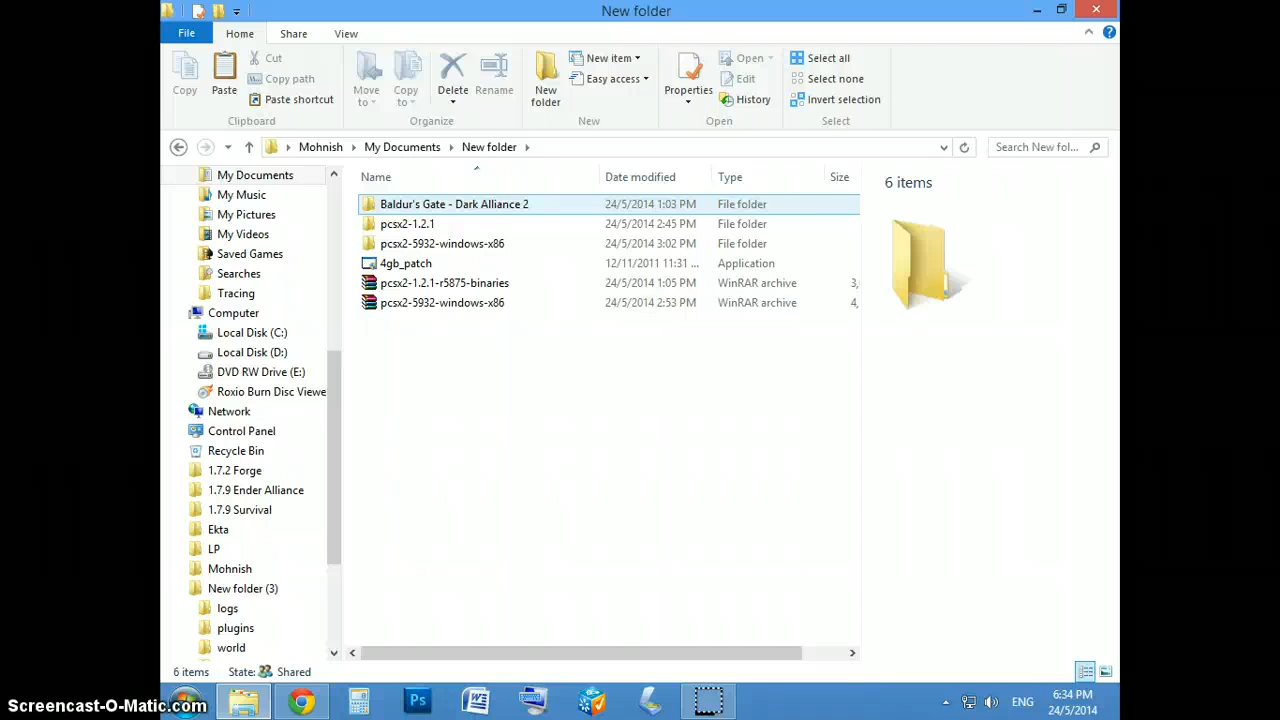 New folder
File
Home
Share
View
Copy
Paste
Cut
Copy path
Paste shortcut
Clipboard
Move to
Copy to
Delete
Rename
Organize
New folder
New item
Easy access
New
Properties
Open
Edit
History
Open
Select all
Select none
Invert selection
Select
Mohnish
My Documents
New folder
Search New fol...
My Documents
My Music
My Pictures
My Videos
Saved Games
Searches
Tracing
Computer
Local Disk (C:)
Local Disk (D:)
DVD RW Drive (E:)
Roxio Burn Disc Viewe
Network
Control Panel
Recycle Bin
1.7.2 Forge
1.7.9 Ender Alliance
1.7.9 Survival
Ekta
LP
Mohnish
New folder (3)
logs
plugins
world
Name Date modified Type Size
Baldur's Gate - Dark Alliance 2 24/5/2014 1:03 PM File folder
pcsx2-1.2.1 24/5/2014 2:45 PM File folder
pcsx2-5932-windows-x86 24/5/2014 3:02 PM File folder
4gb_patch 12/11/2011 11:31 ... Application
pcsx2-1.2.1-r5875-binaries 24/5/2014 1:05 PM WinRAR archive 3,
pcsx2-5932-windows-x86 24/5/2014 2:53 PM WinRAR archive 4,
6 items
6 items State: Shared
Ps
ENG
6:34 PM
24/5/2014
Screencast-O-Matic.com